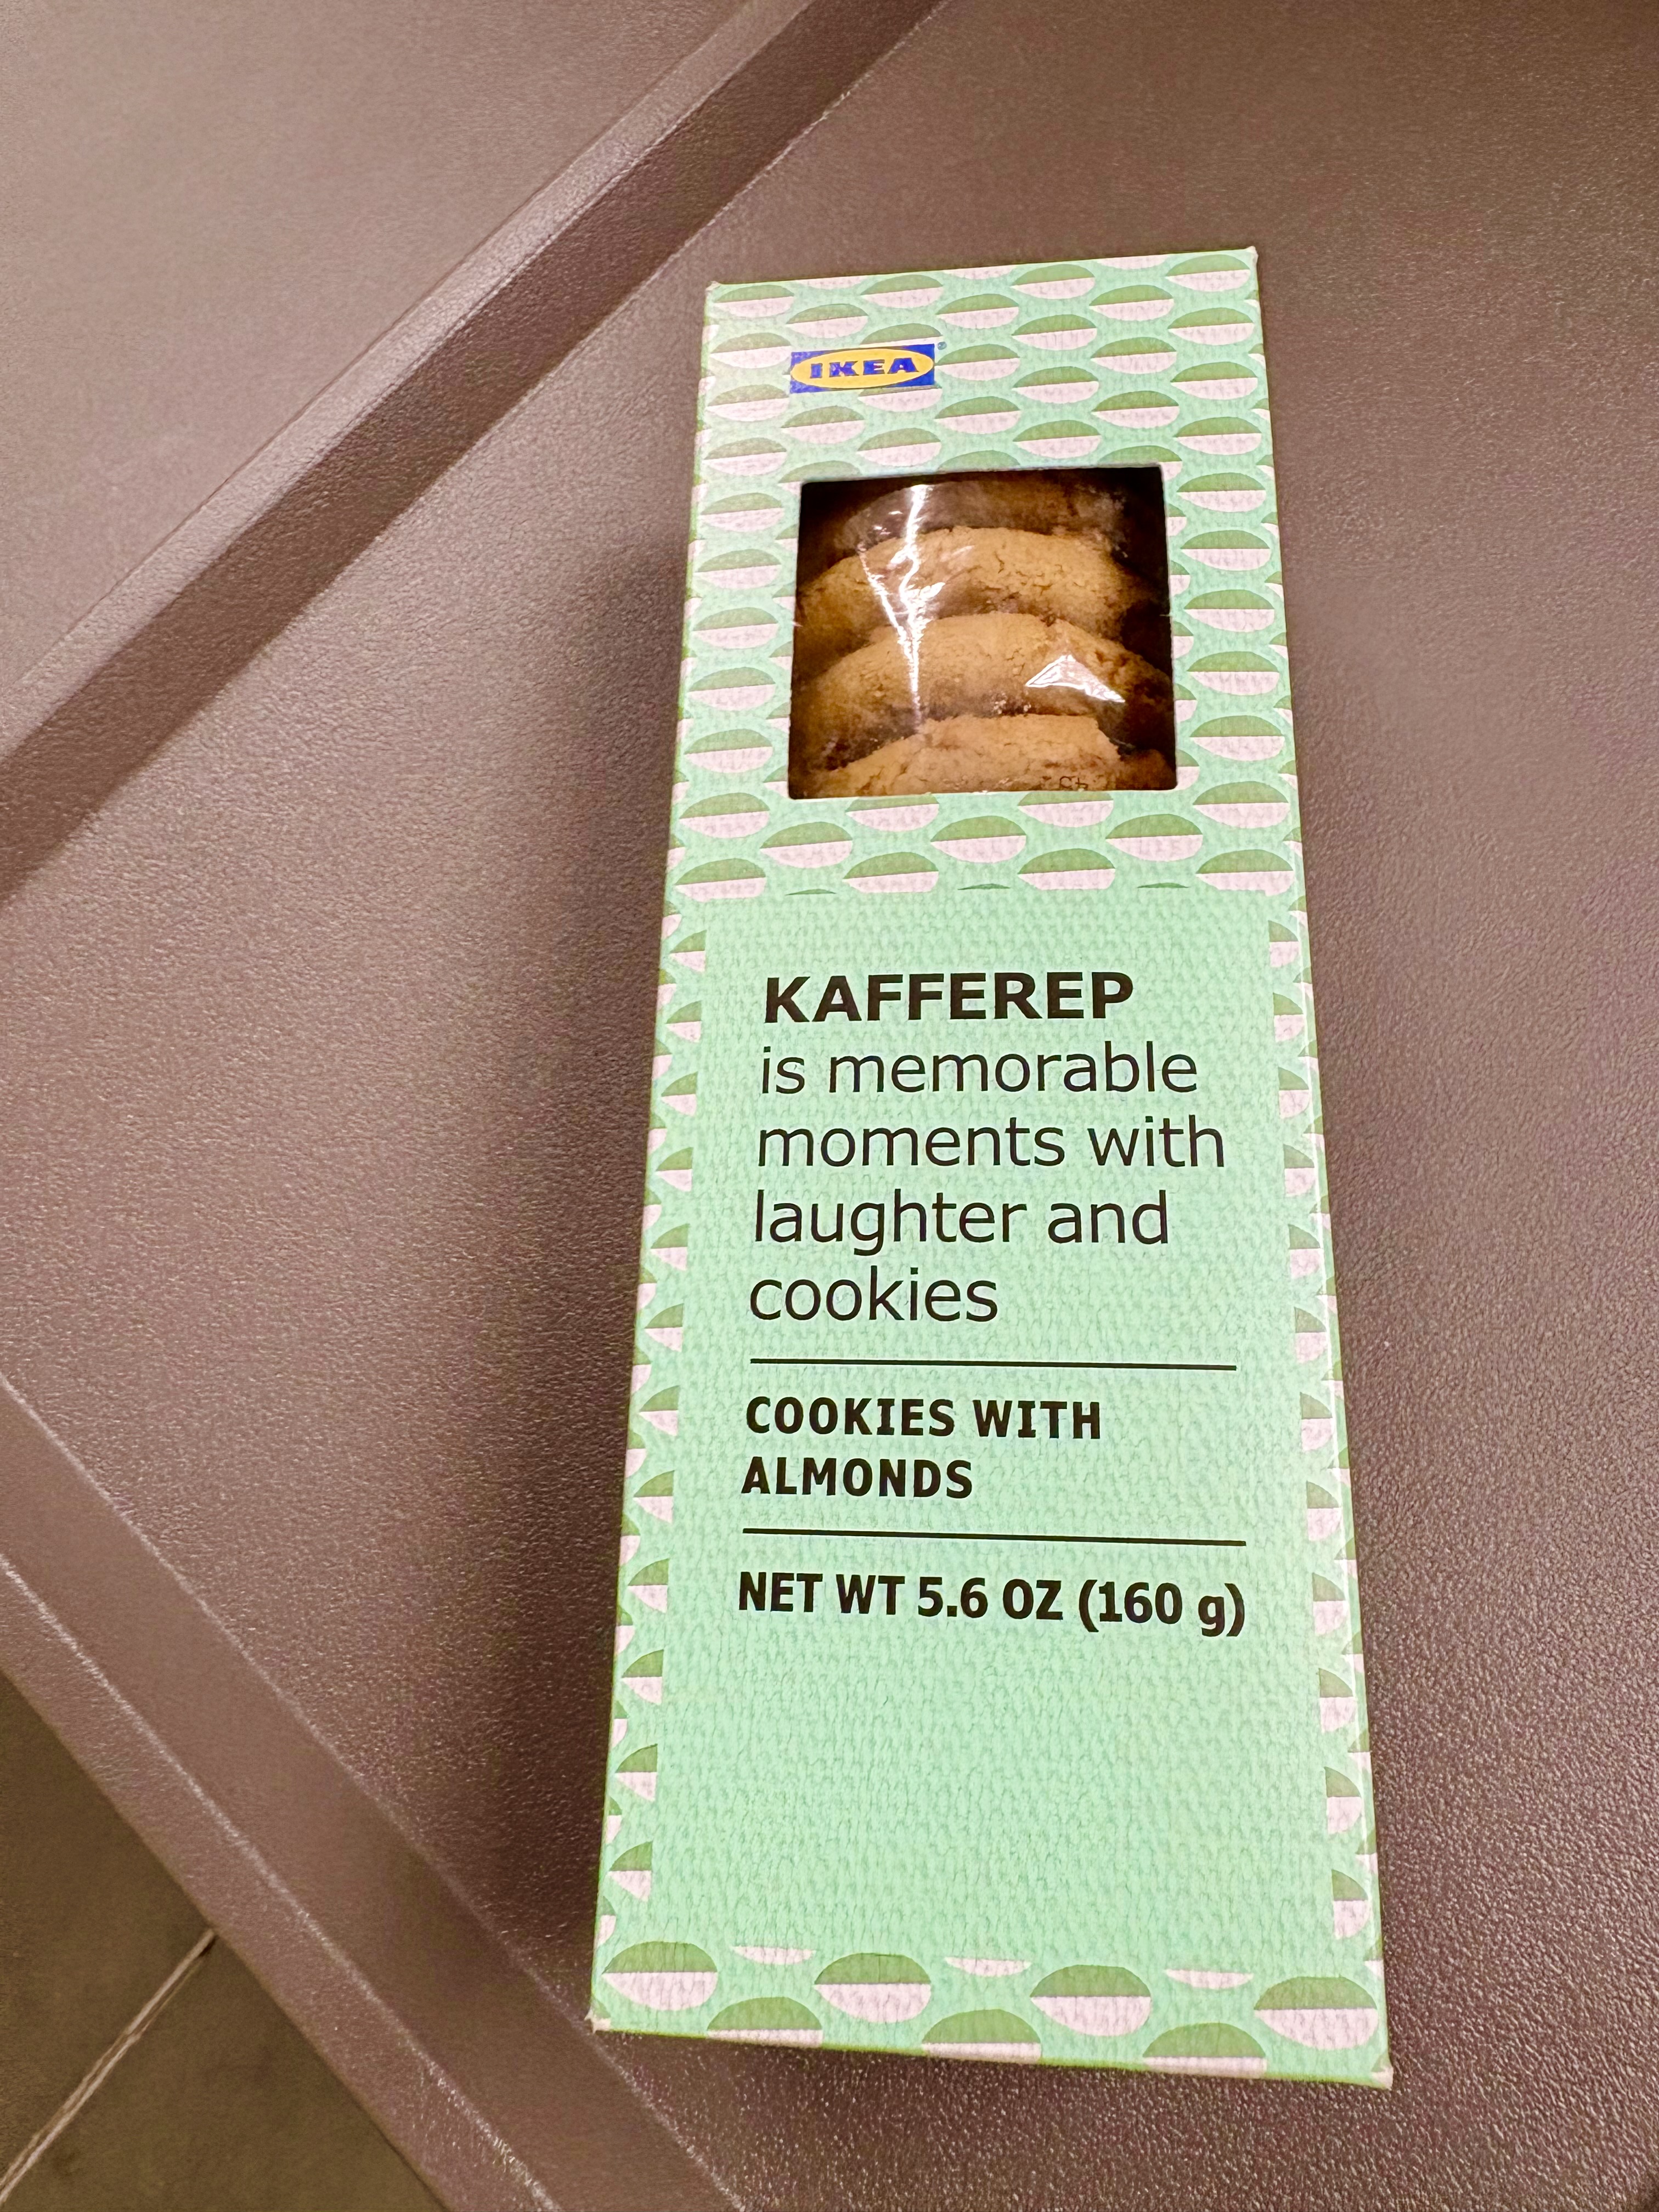 IKEA
KAFFEREP
is memorable
moments with
laughter and
cookies
COOKIES WITH
ALMONDS
NET WT 5.6 OZ (160 g)